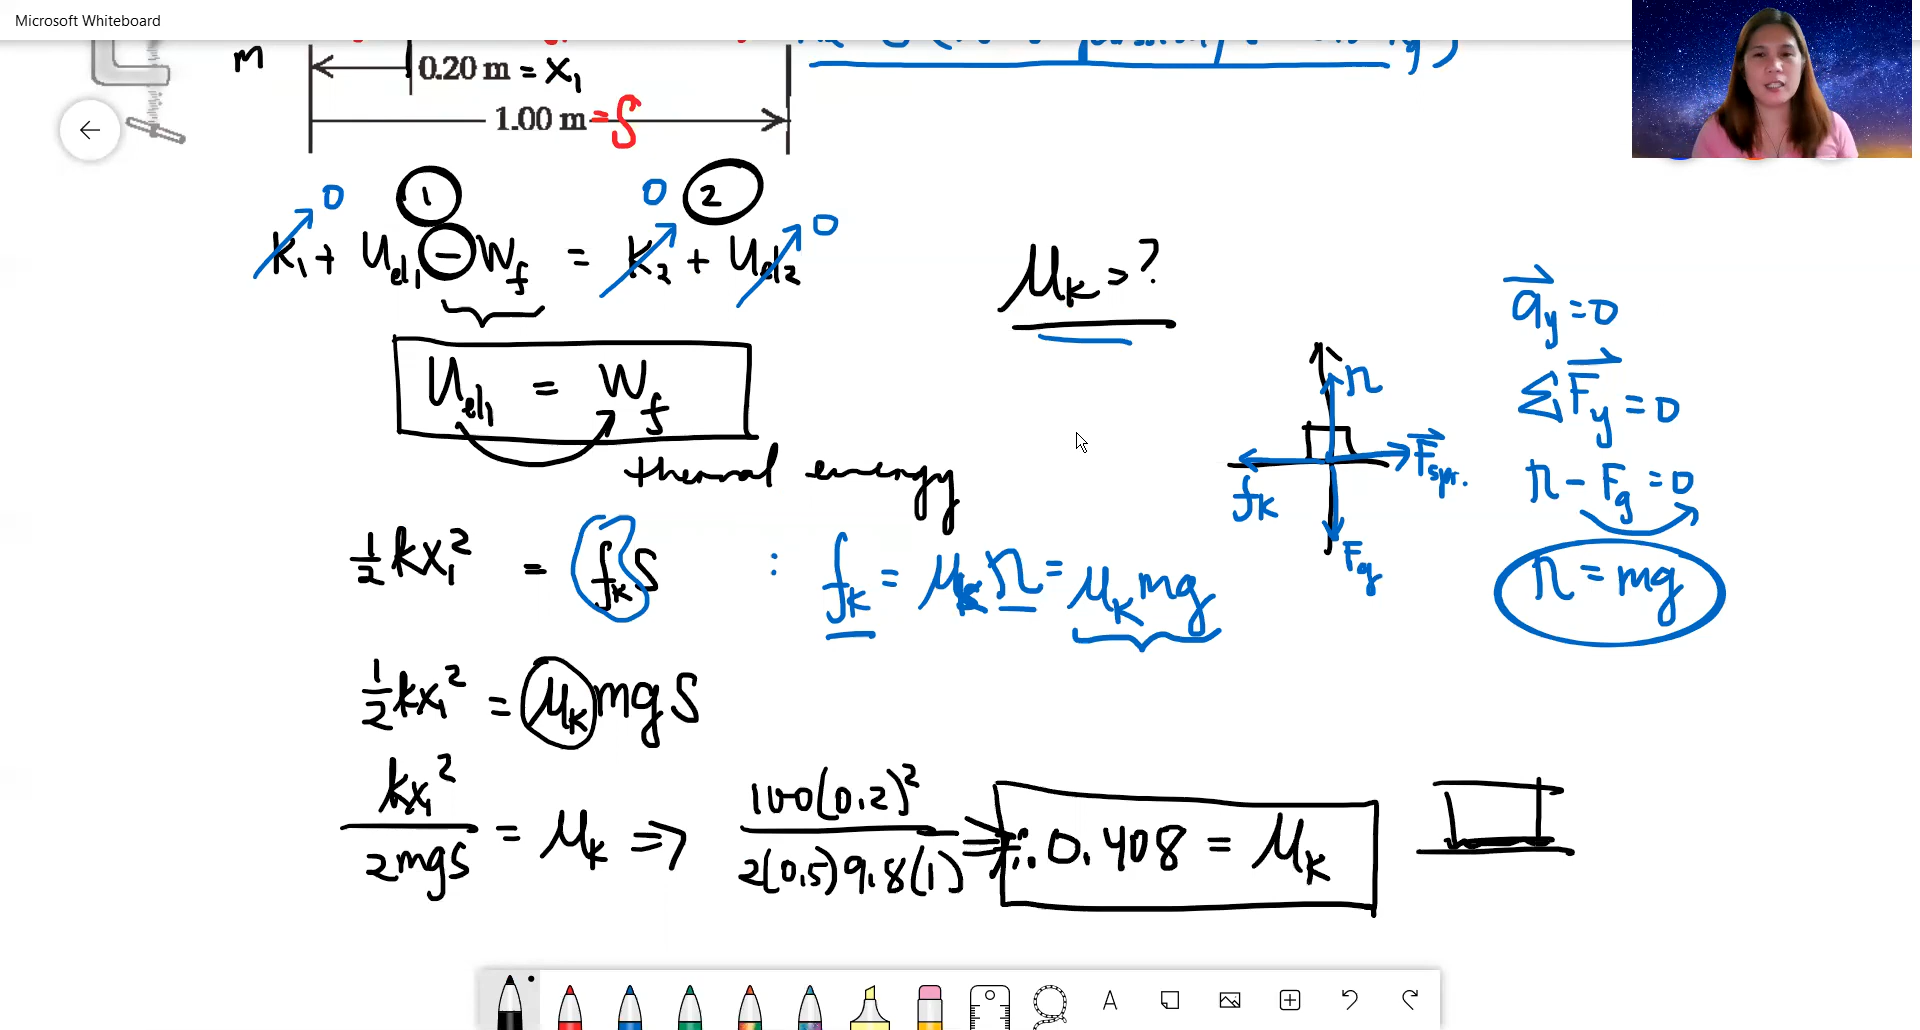 Microsoft Whiteboard
m
0.20 m = x₁
1.00 m = S
0 ① 0 ② 0
K₁ + U_el₁ − W_f = K₂ + U_el₂
μ_k = ?
a_y = 0
U_el₁ = W_f
n
ΣF_y = 0
F_spr.
thermal energy
f_k
n − F_g = 0
F_g
½kx₁² = f_k S : f_k = μ_k n = μ_k mg
n = mg
½kx₁² = μ_k mgS
kx₁² / 2mgS = μ_k ⇒ 100(0.2)² / 2(0.5)9.8(1) ⇒ ∴ 0.408 = μ_k
A